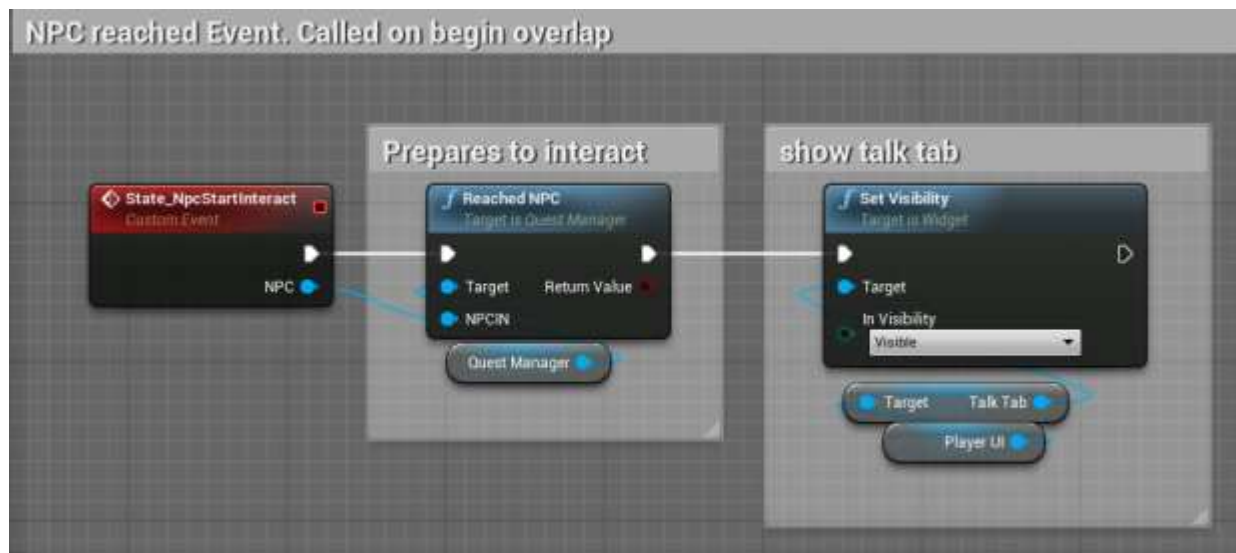 NPC reached Event. Called on begin overlap
Prepares to interact
show talk tab
State_NpcStartInteract
Custom Event
NPC
Reached NPC
Target is Quest Manager
Target
Return Value
NPCIN
Quest Manager
Set Visibility
Target is Widget
Target
In Visibility
Visible
Target
Talk Tab
Player UI